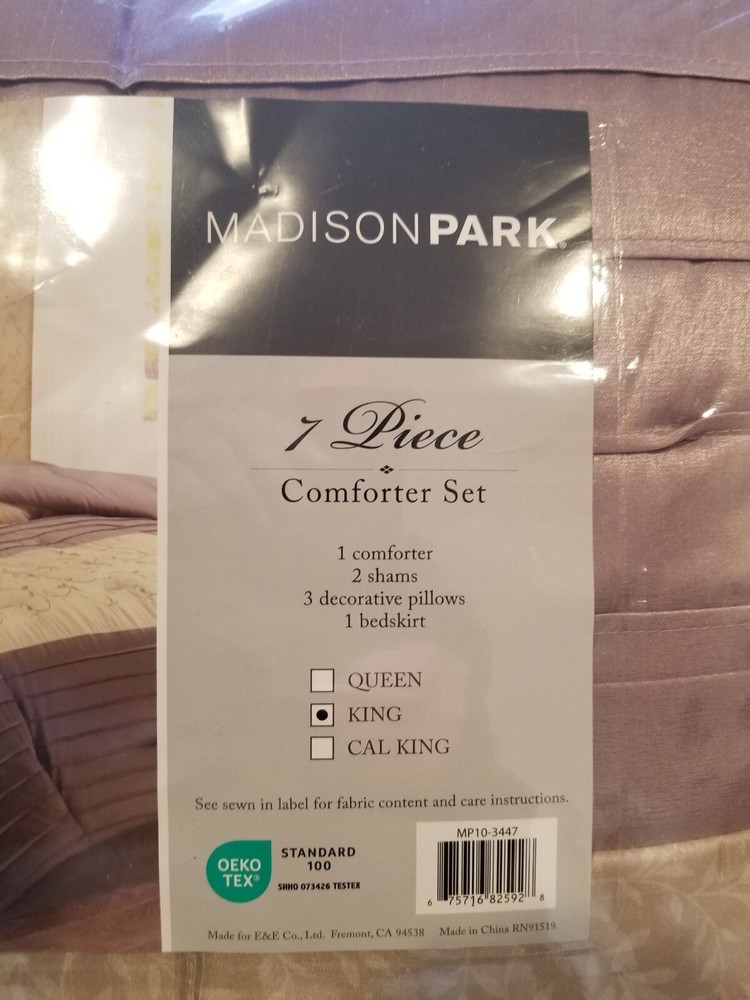 MADISONPARK®
7 Piece
Comforter Set
1 comforter
2 shams
3 decorative pillows
1 bedskirt
QUEEN
KING
CAL KING
See sewn in label for fabric content and care instructions.
OEKO
TEX®
STANDARD
100
SHHO 073426 TESTEX
MP10-3447
6 75716 82592 8
Made for E&E Co., Ltd. Fremont, CA 94538 Made in China RN91519